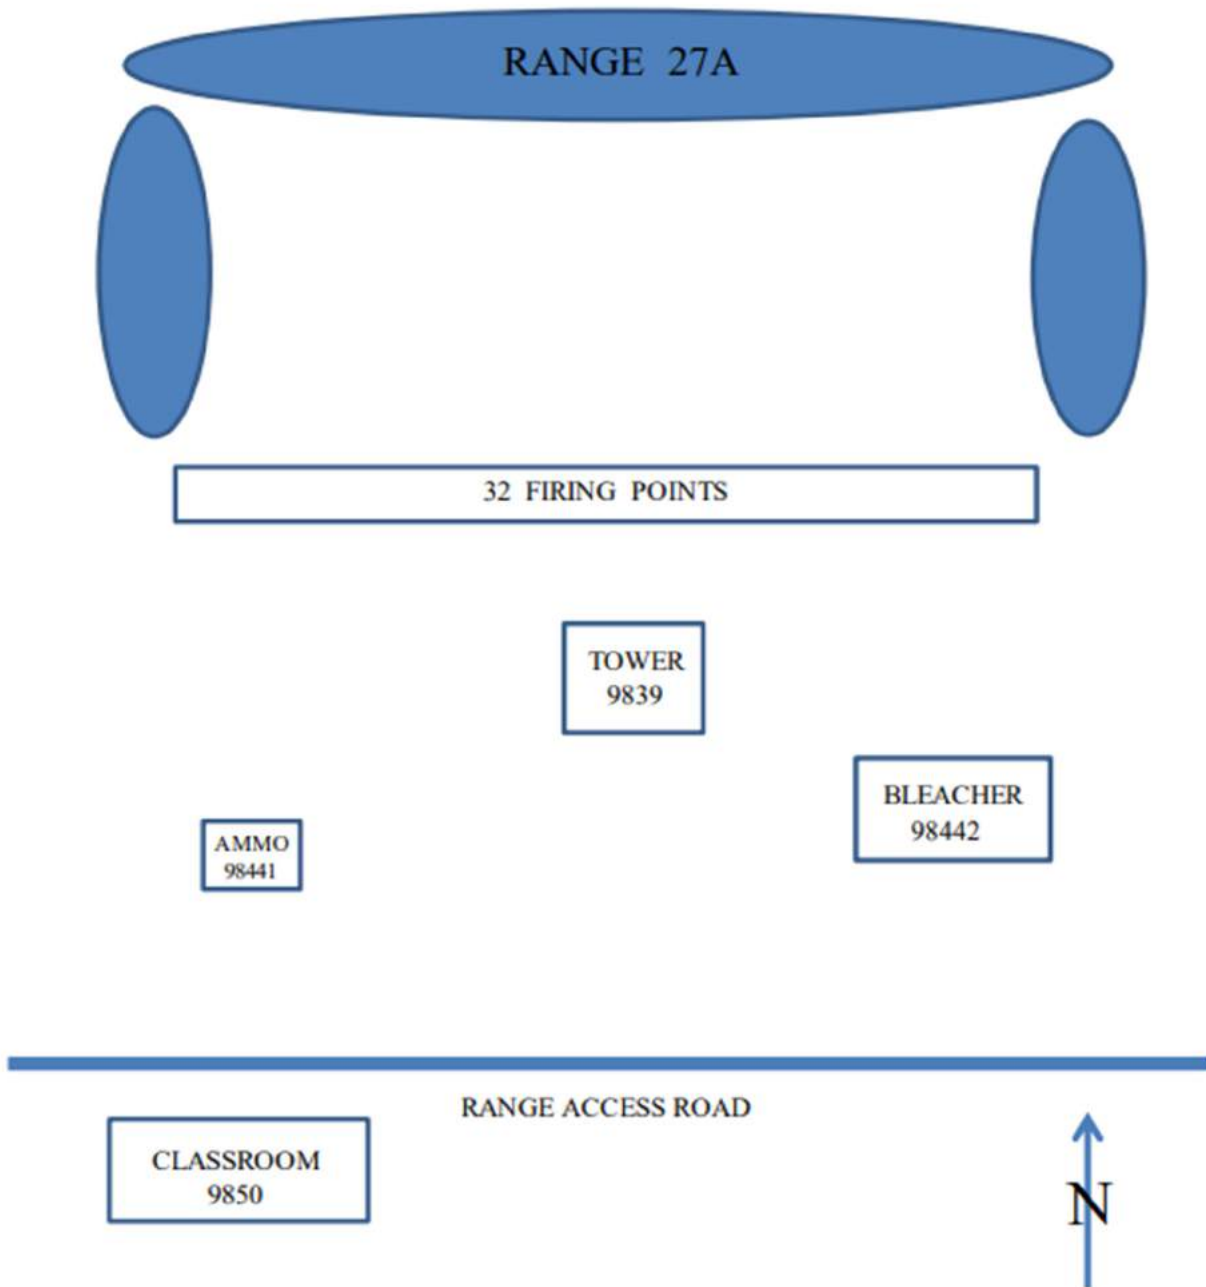 RANGE 27A
32 FIRING POINTS
TOWER
9839
BLEACHER
98442
AMMO
98441
RANGE ACCESS ROAD
CLASSROOM
9850
N